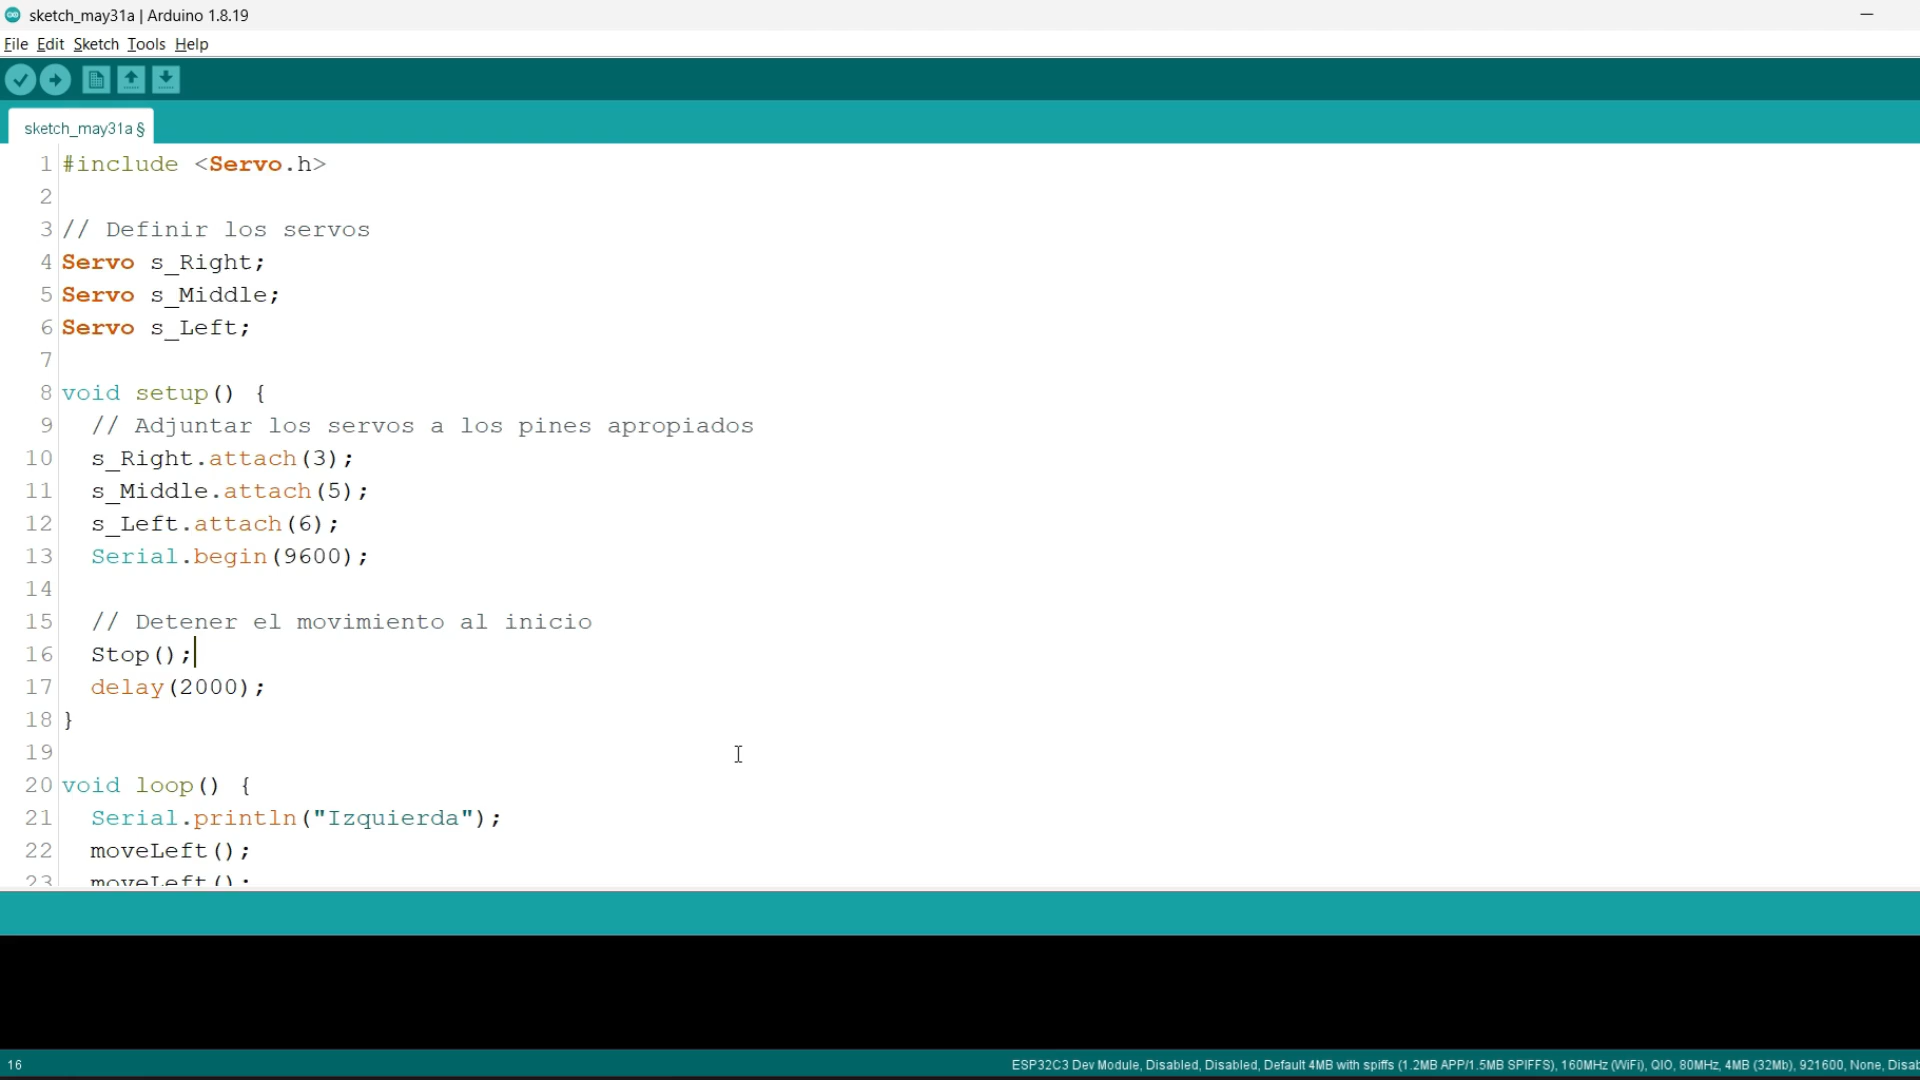 sketch_may31a | Arduino 1.8.19
File Edit Sketch Tools Help
sketch_may31a §
1 #include <Servo.h>
2
3 // Definir los servos
4 Servo s_Right;
5 Servo s_Middle;
6 Servo s_Left;
7
8 void setup() {
9 // Adjuntar los servos a los pines apropiados
10 s_Right.attach(3);
11 s_Middle.attach(5);
12 s_Left.attach(6);
13 Serial.begin(9600);
14
15 // Detener el movimiento al inicio
16 Stop();
17 delay(2000);
18 }
19
20 void loop() {
21 Serial.println("Izquierda");
22 moveLeft();
23 moveLeft();
16
ESP32C3 Dev Module, Disabled, Disabled, Default 4MB with spiffs (1.2MB APP/1.5MB SPIFFS), 160MHz (WiFi), QIO, 80MHz, 4MB (32Mb), 921600, None, Disab